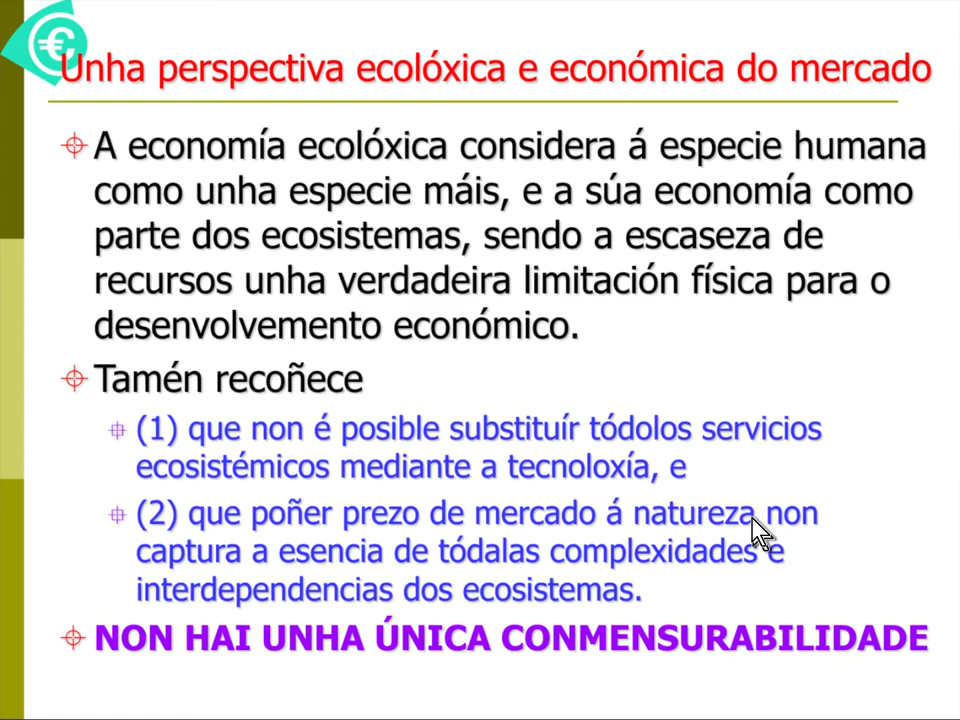 €
Unha perspectiva ecolóxica e económica do mercado
A economía ecolóxica considera á especie humana
como unha especie máis, e a súa economía como
parte dos ecosistemas, sendo a escaseza de
recursos unha verdadeira limitación física para o
desenvolvemento económico.
Tamén recoñece
(1) que non é posible substituír tódolos servicios
ecosistémicos mediante a tecnoloxía, e
(2) que poñer prezo de mercado á natureza non
captura a esencia de tódalas complexidades e
interdependencias dos ecosistemas.
NON HAI UNHA ÚNICA CONMENSURABILIDADE